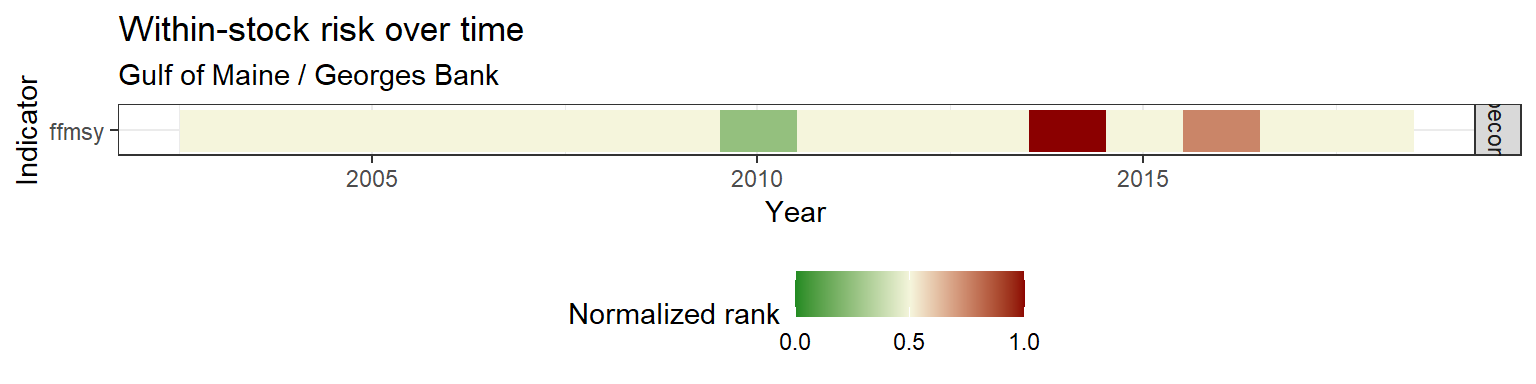 Within-stock risk over time
Gulf of Maine / Georges Bank
Indicator
ffmsy
2005 2010 2015
Year
Normalized rank
0.0 0.5 1.0